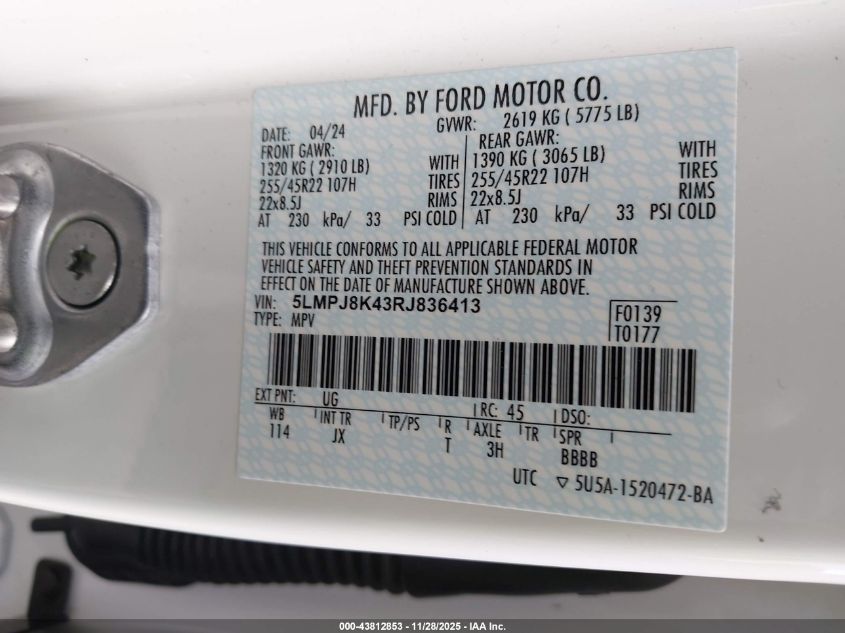 MFD. BY FORD MOTOR CO.
DATE: 04/24 GVWR: 2619 KG ( 5775 LB)
FRONT GAWR: REAR GAWR:
1320 KG ( 2910 LB) WITH 1390 KG ( 3065 LB) WITH
255/45R22 107H TIRES 255/45R22 107H TIRES
22x8.5J RIMS 22x8.5J RIMS
AT 230 kPa/ 33 PSI COLD AT 230 kPa/ 33 PSI COLD
THIS VEHICLE CONFORMS TO ALL APPLICABLE FEDERAL MOTOR
VEHICLE SAFETY AND THEFT PREVENTION STANDARDS IN
EFFECT ON THE DATE OF MANUFACTURE SHOWN ABOVE.
VIN: 5LMPJ8K43RJ836413 F0139
TYPE: MPV T0177
EXT PNT: UG RC: 45 DSO:
WB INT TR TP/PS R AXLE TR SPR
114 JX T 3H BBBB
UTC ▽ 5U5A-1520472-BA
000-43812853 - 11/28/2025 - IAA Inc.